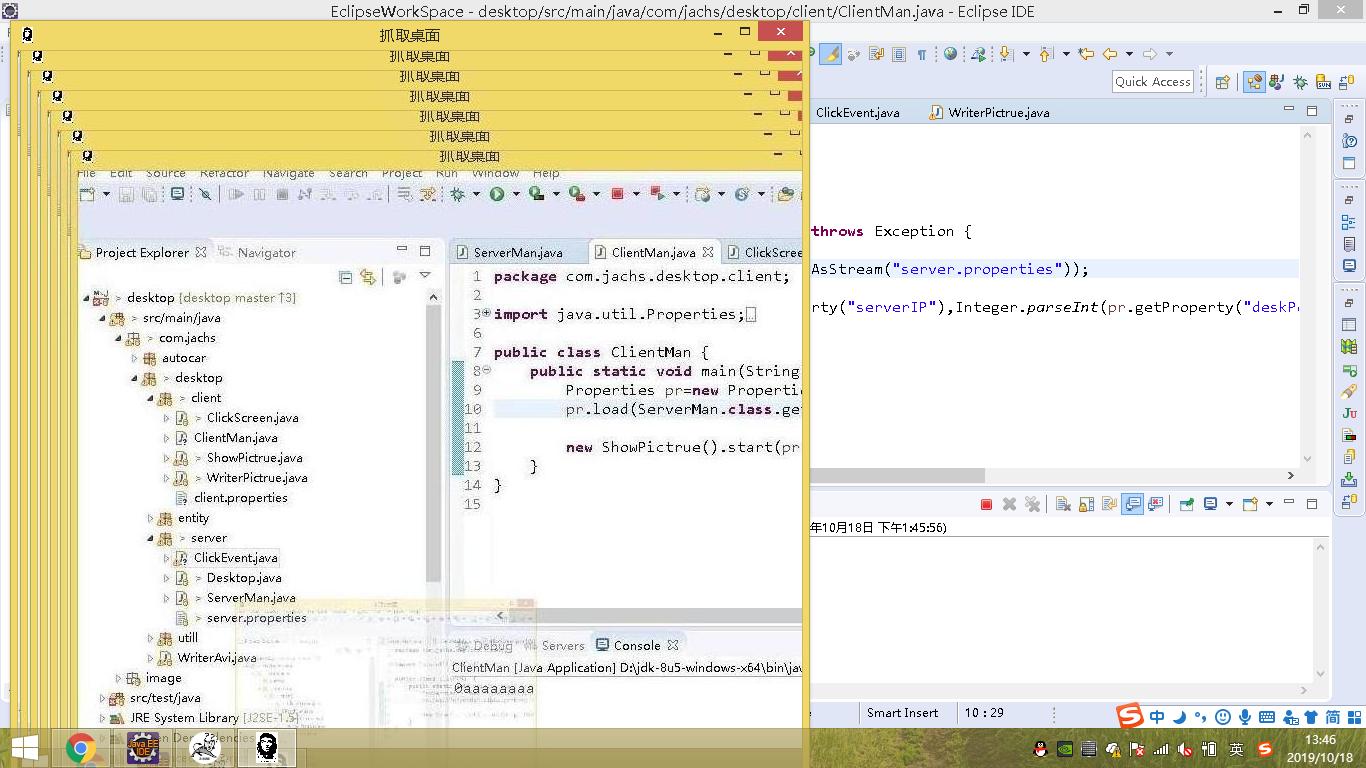 EclipseWorkSpace - desktop/src/main/java/com/jachs/desktop/client/ClientMan.java - Eclipse IDE
抓取桌面
抓取桌面
抓取桌面
抓取桌面
抓取桌面
抓取桌面
抓取桌面
Quick Access
ClickEvent.java
WriterPictrue.java
File Edit Source Refactor Navigate Search Project Run Window Help
Project Explorer
Navigator
> desktop [desktop master ↑3]
> src/main/java
> com.jachs
autocar
> desktop
> client
> ClickScreen.java
ClientMan.java
> ShowPictrue.java
> WriterPictrue.java
client.properties
entity
> server
ClickEvent.java
> Desktop.java
> ServerMan.java
> server.properties
utill
WriterAvi.java
image
src/test/java
JRE System Library [J2SE-1.5]
ServerMan.java
ClientMan.java
ClickScree
1 package com.jachs.desktop.client;
2
3 import java.util.Properties;
6
7 public class ClientMan {
8 public static void main(String
throws Exception {
9 Properties pr=new Properti
10 pr.load(ServerMan.class.ge
AsStream("server.properties"));
11
12 new ShowPictrue().start(pr
rty("serverIP"),Integer.parseInt(pr.getProperty("deskP
13 }
14 }
15
Debug
Servers
Console
ClientMan [Java Application] D:\jdk-8u5-windows-x64\bin\jav
年10月18日 下午1:45:56)
0aaaaaaaa
Smart Insert
10 : 29
中
简
Java EE
IDE
英
13:46
2019/10/18